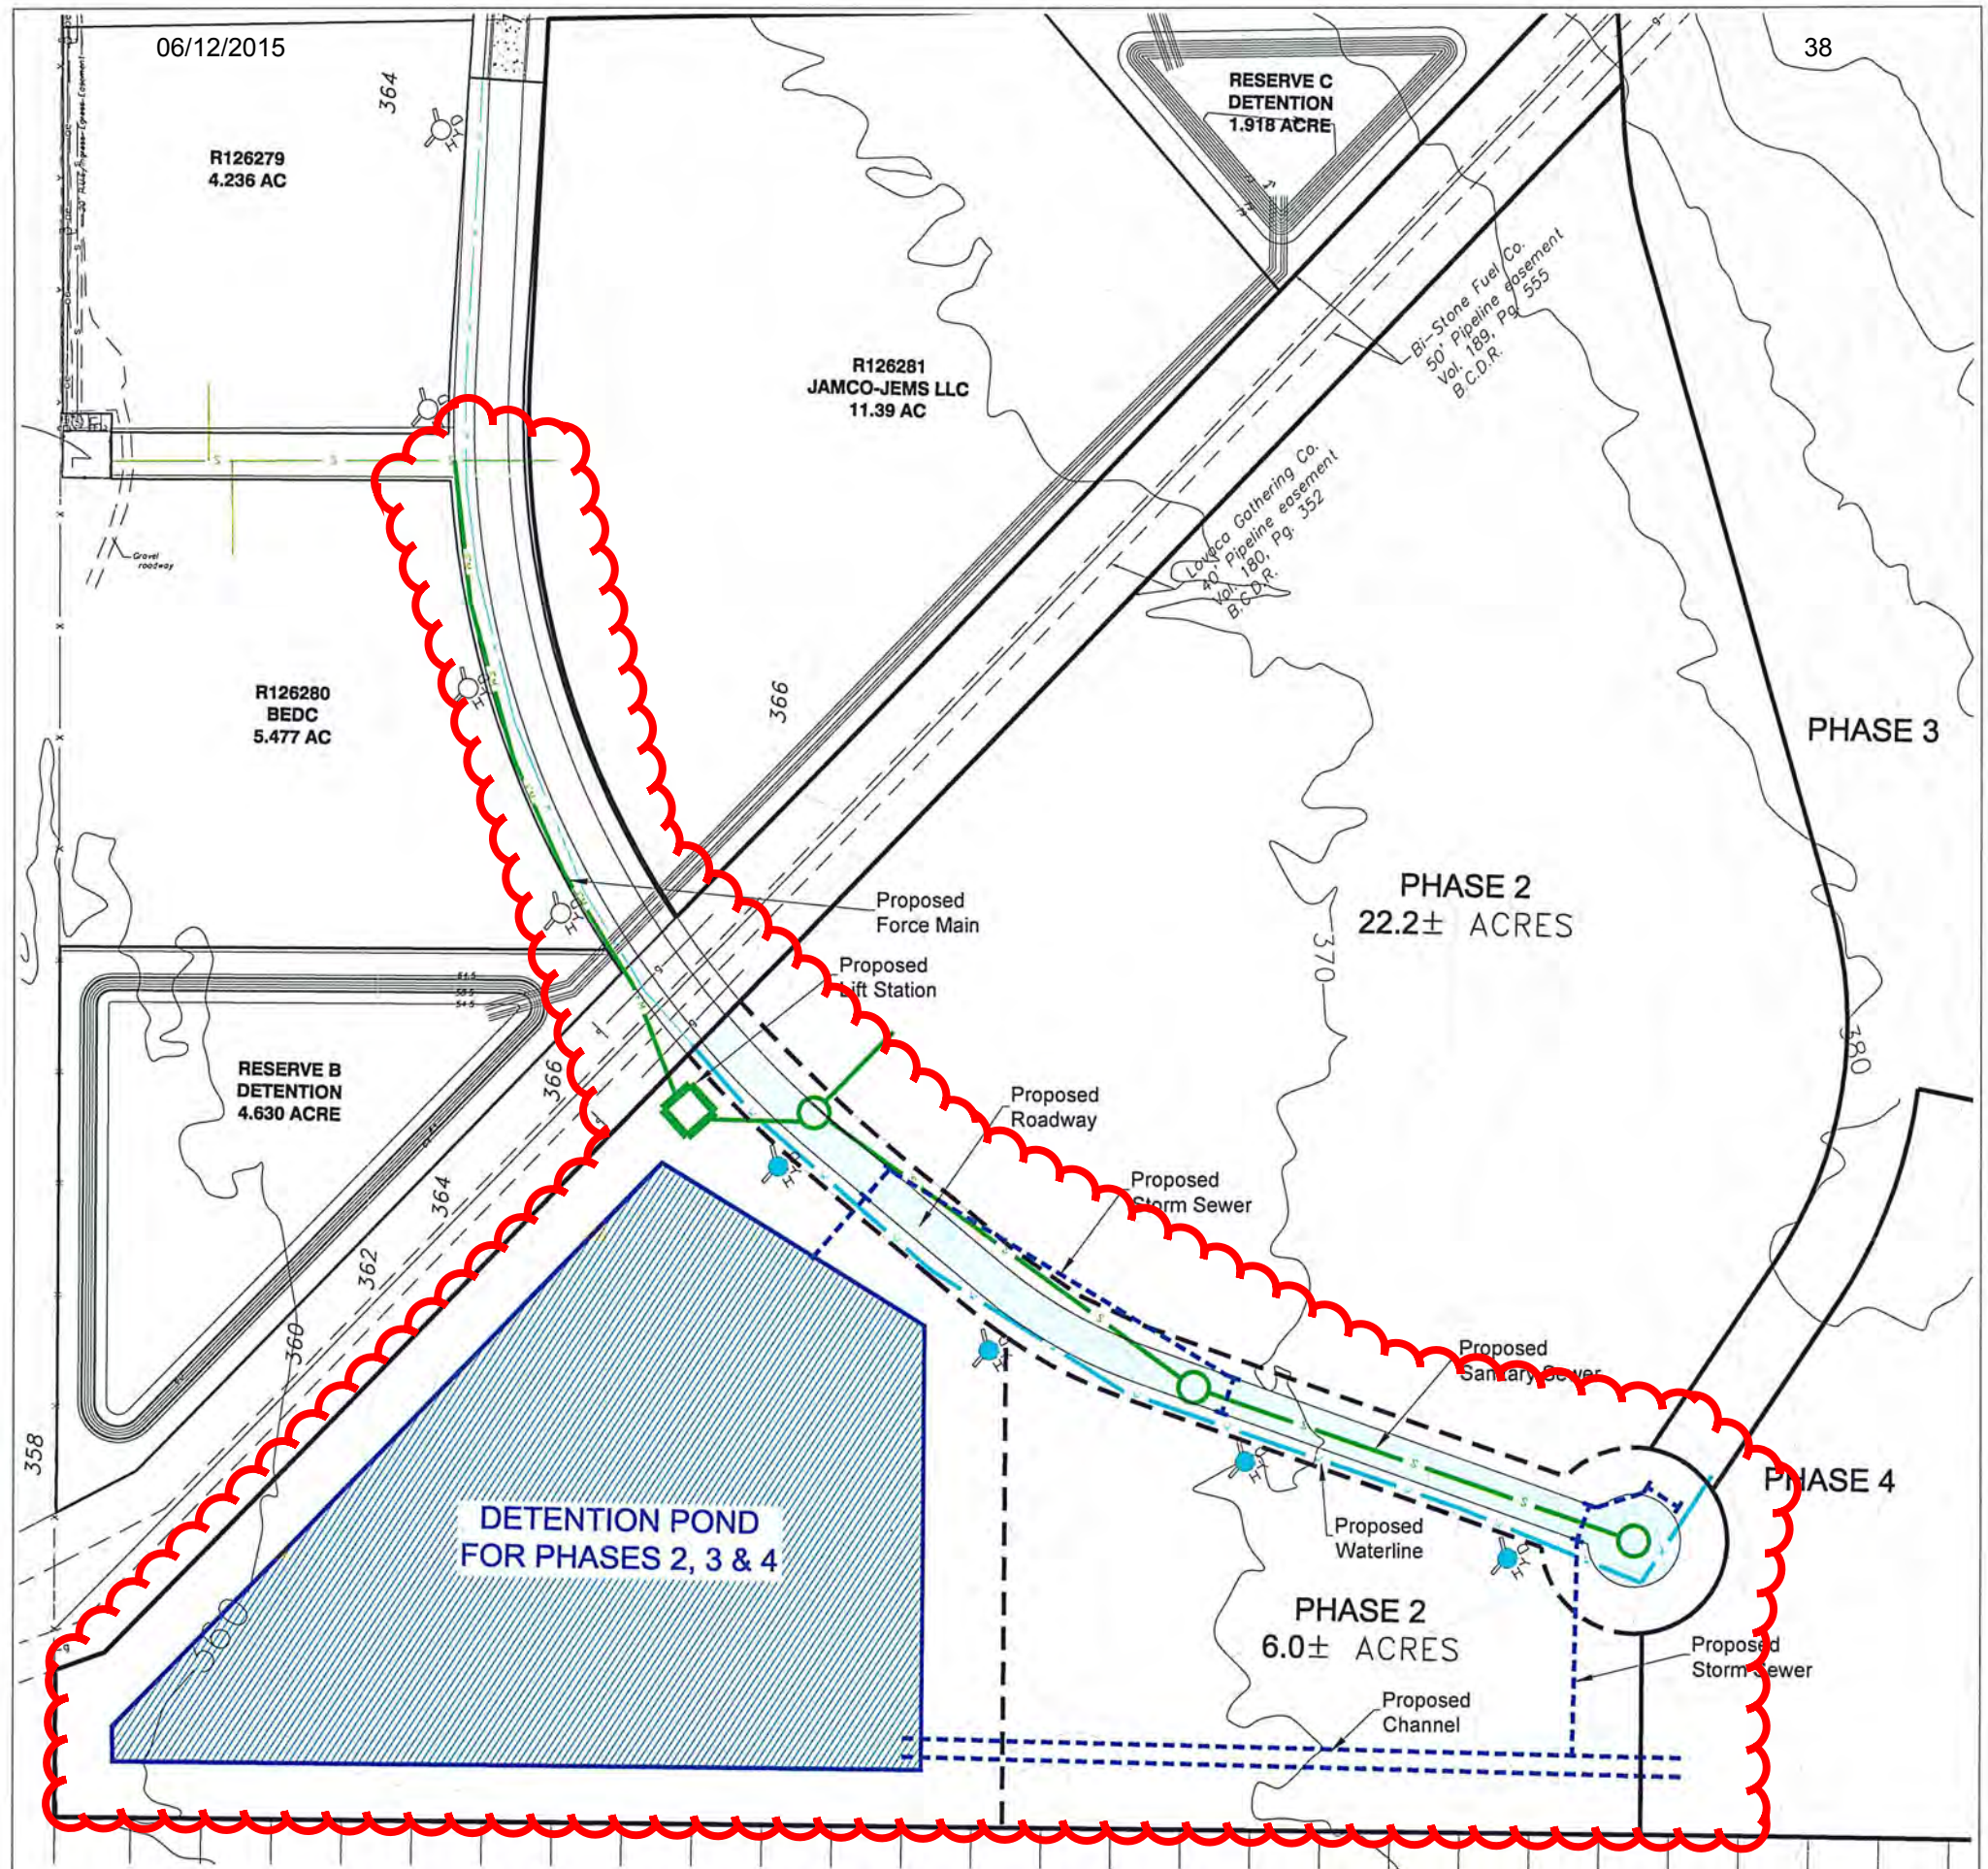 06/12/2015
38
364
R126279
4.236 AC
RESERVE C
DETENTION
1.918 ACRE
Bi-Stone Fuel Co.
50' Pipeline easement
Vol. 189, Pg. 555
B.C.D.R.
R126281
JAMCO-JEMS LLC
11.39 AC
Lovaca Gathering Co.
40' Pipeline easement
Vol. 180, Pg. 352
B.C.D.R.
Gravel
roadway
R126280
BEDC
5.477 AC
366
PHASE 3
PHASE 2
22.2± ACRES
370
380
Proposed
Force Main
Proposed
Lift Station
RESERVE B
DETENTION
4.630 ACRE
366
364
362
360
358
Proposed
Roadway
Proposed
Storm Sewer
Proposed
Sanitary Sewer
PHASE 4
DETENTION POND
FOR PHASES 2, 3 & 4
Proposed
Waterline
PHASE 2
6.0± ACRES
Proposed
Storm Sewer
Proposed
Channel